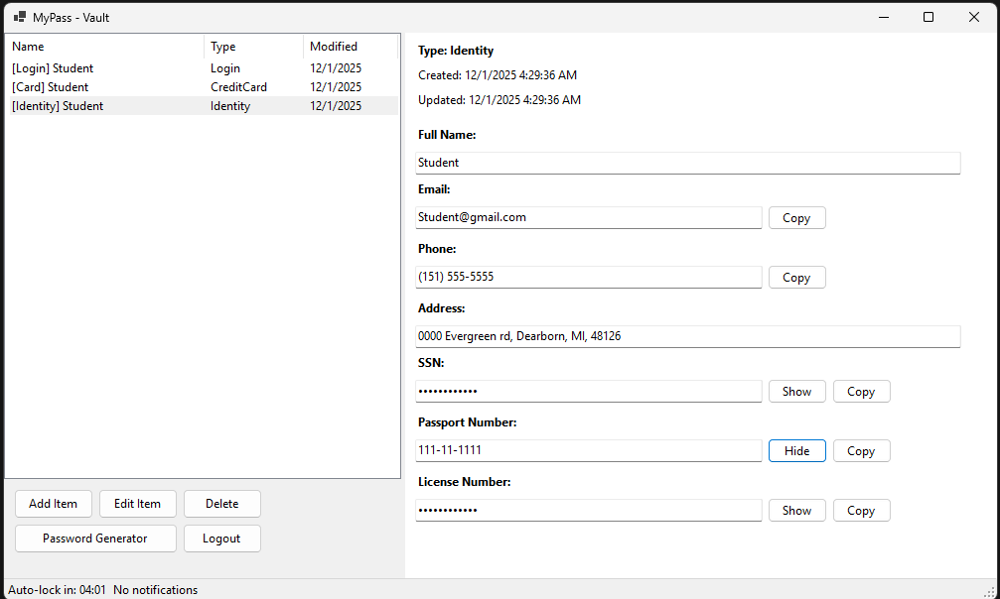 MyPass - Vault
Name Type Modified
[Login] Student Login 12/1/2025
[Card] Student CreditCard 12/1/2025
[Identity] Student Identity 12/1/2025
Add Item Edit Item Delete
Password Generator Logout
Type: Identity
Created: 12/1/2025 4:29:36 AM
Updated: 12/1/2025 4:29:36 AM
Full Name:
Student
Email:
Student@gmail.com Copy
Phone:
(151) 555-5555 Copy
Address:
0000 Evergreen rd, Dearborn, MI, 48126
SSN:
•••••••••••• Show Copy
Passport Number:
111-11-1111 Hide Copy
License Number:
•••••••••••• Show Copy
Auto-lock in: 04:01 No notifications